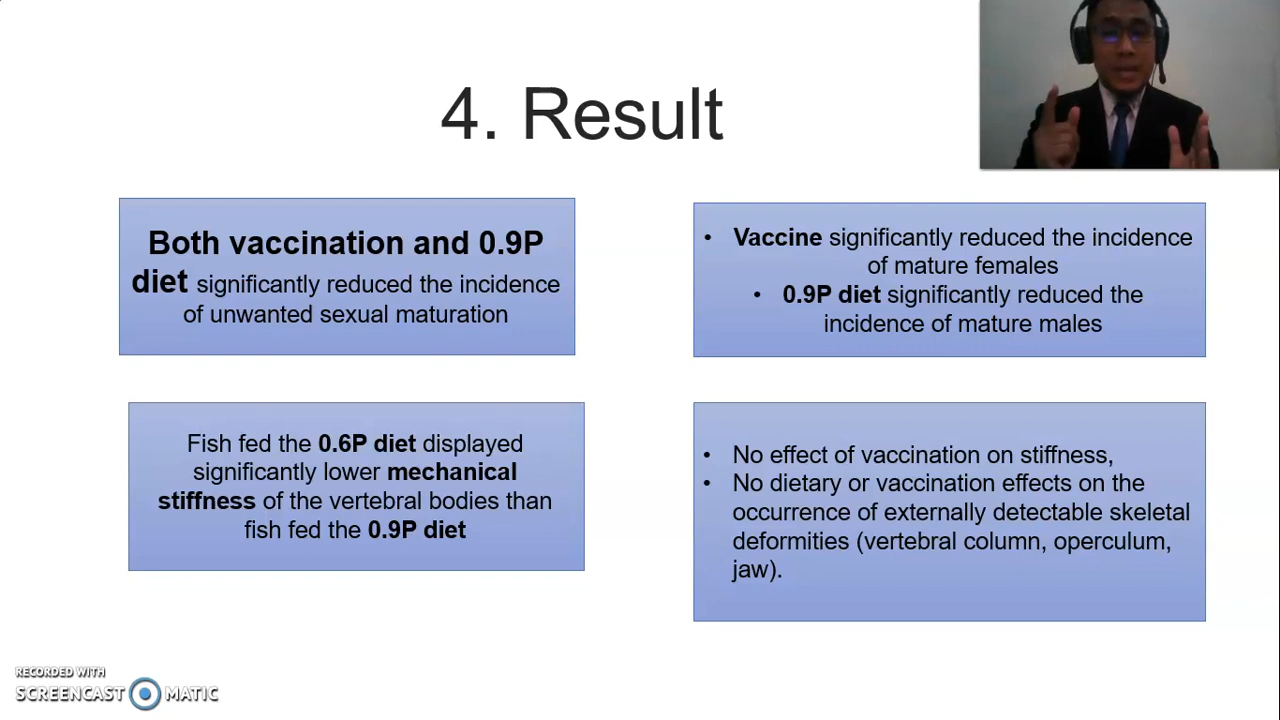 4. Result
Both vaccination and 0.9P
diet significantly reduced the incidence
of unwanted sexual maturation
• Vaccine significantly reduced the incidence
of mature females
• 0.9P diet significantly reduced the
incidence of mature males
Fish fed the 0.6P diet displayed
significantly lower mechanical
stiffness of the vertebral bodies than
fish fed the 0.9P diet
• No effect of vaccination on stiffness,
• No dietary or vaccination effects on the
occurrence of externally detectable skeletal
deformities (vertebral column, operculum,
jaw).
RECORDED WITH
SCREENCAST MATIC